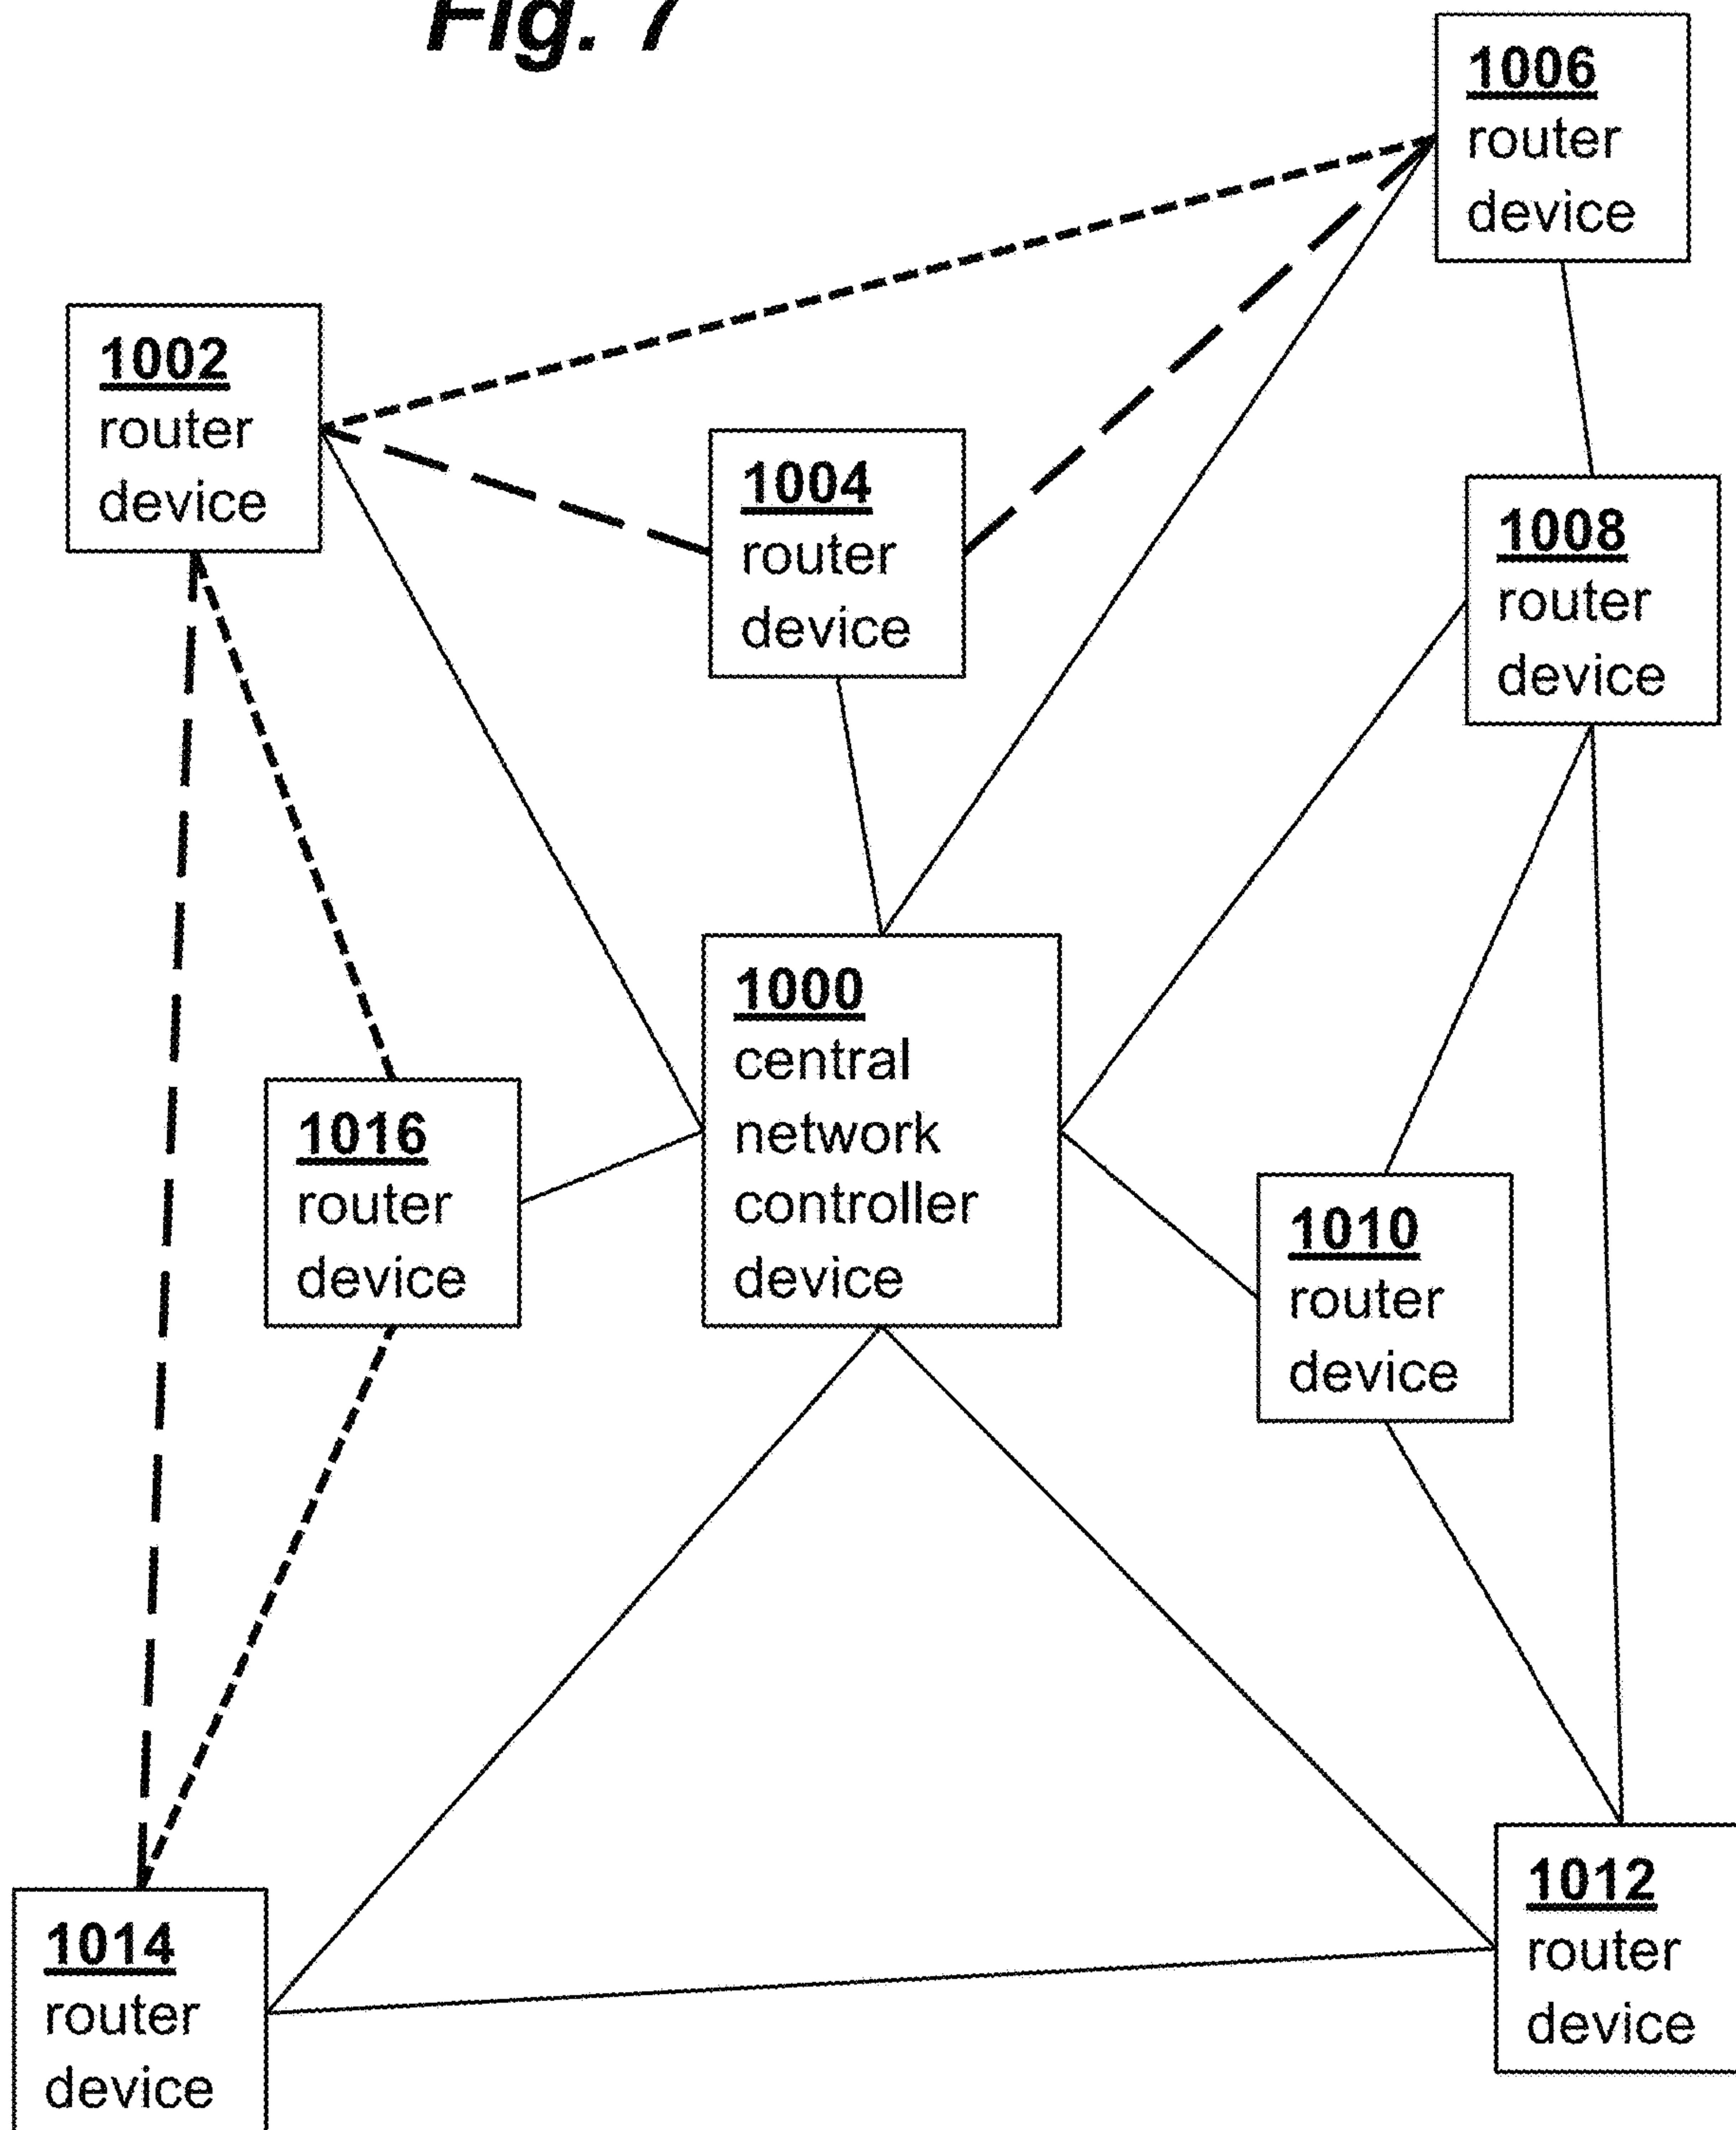 Fig. 7
1006
router
device
1002
router
device
1004
router
device
1008
router
device
1000
central
network
controller
device
1016
router
device
1010
router
device
1012
router
device
1014
router
device